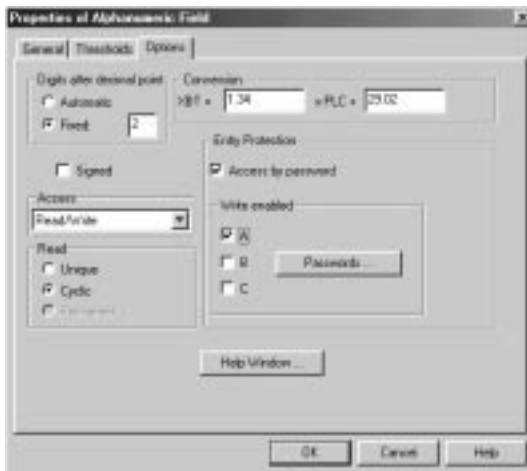 Properties of Alphanumeric Field
General Thresholds Options
Digits after decimal point
Automatic
Fixed: 2
Conversion
XBT = 1.34 x PLC + 29.02
Signed
Entry Protection
Access by password
Access
Read/Write
Write enabled
A
B
C
Passwords ...
Read
Unique
Cyclic
Help Window ...
OK Cancel Help